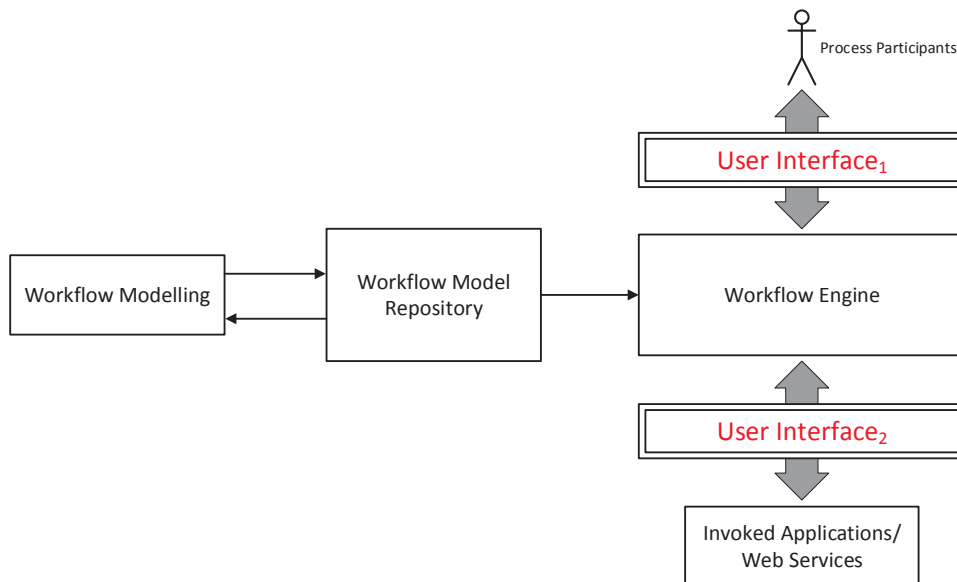 Process Participants
User Interface₁
Workflow Modelling
Workflow Model
Repository
Workflow Engine
User Interface₂
Invoked Applications/
Web Services